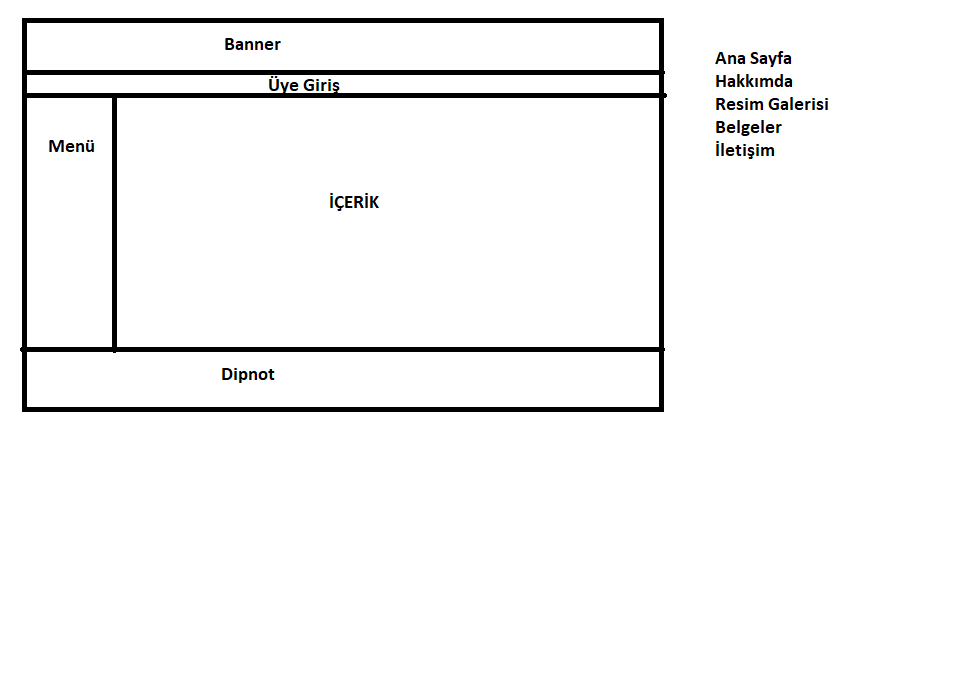 Banner
Üye Giriş
Menü
İÇERİK
Dipnot
Ana Sayfa
Hakkımda
Resim Galerisi
Belgeler
İletişim